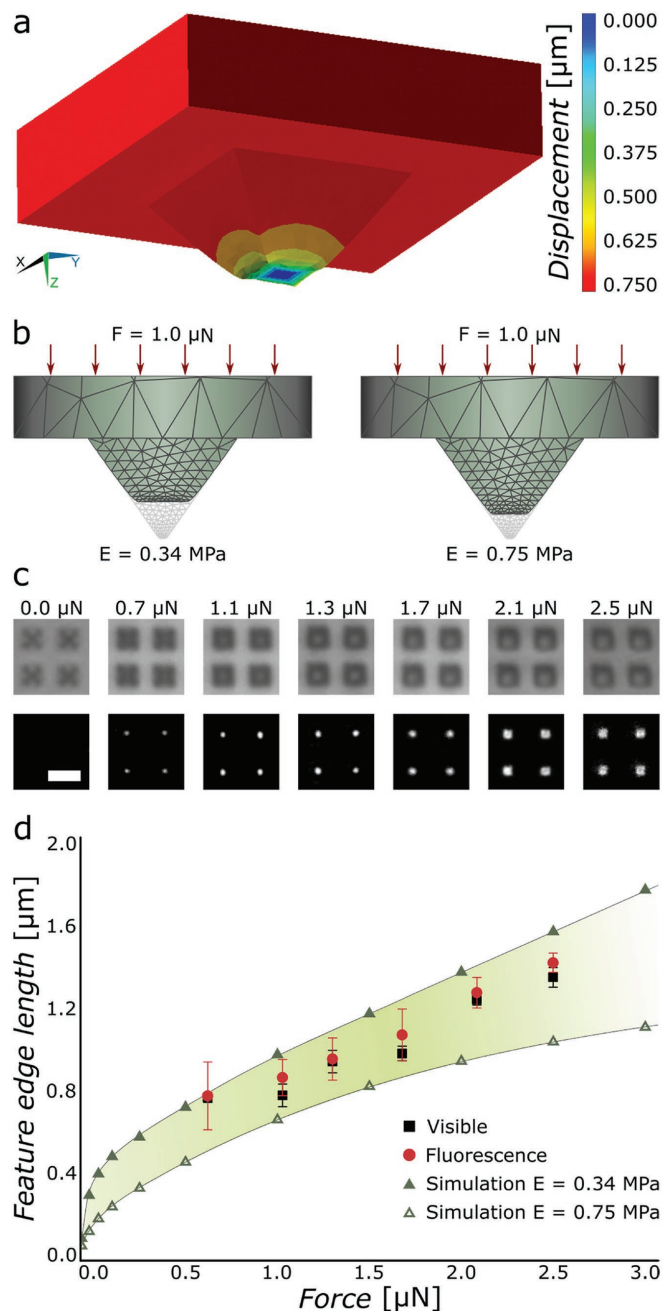 a
Displacement [µm]
0.000
0.125
0.250
0.375
0.500
0.625
0.750
X
Y
Z
b
F = 1.0 µN
F = 1.0 µN
E = 0.34 MPa
E = 0.75 MPa
c
0.0 µN 0.7 µN 1.1 µN 1.3 µN 1.7 µN 2.1 µN 2.5 µN
d
Feature edge length [µm]
2.0
1.6
1.2
0.8
0.4
0.0
Visible
Fluorescence
Simulation E = 0.34 MPa
Simulation E = 0.75 MPa
0.0 0.5 1.0 1.5 2.0 2.5 3.0
Force [µN]